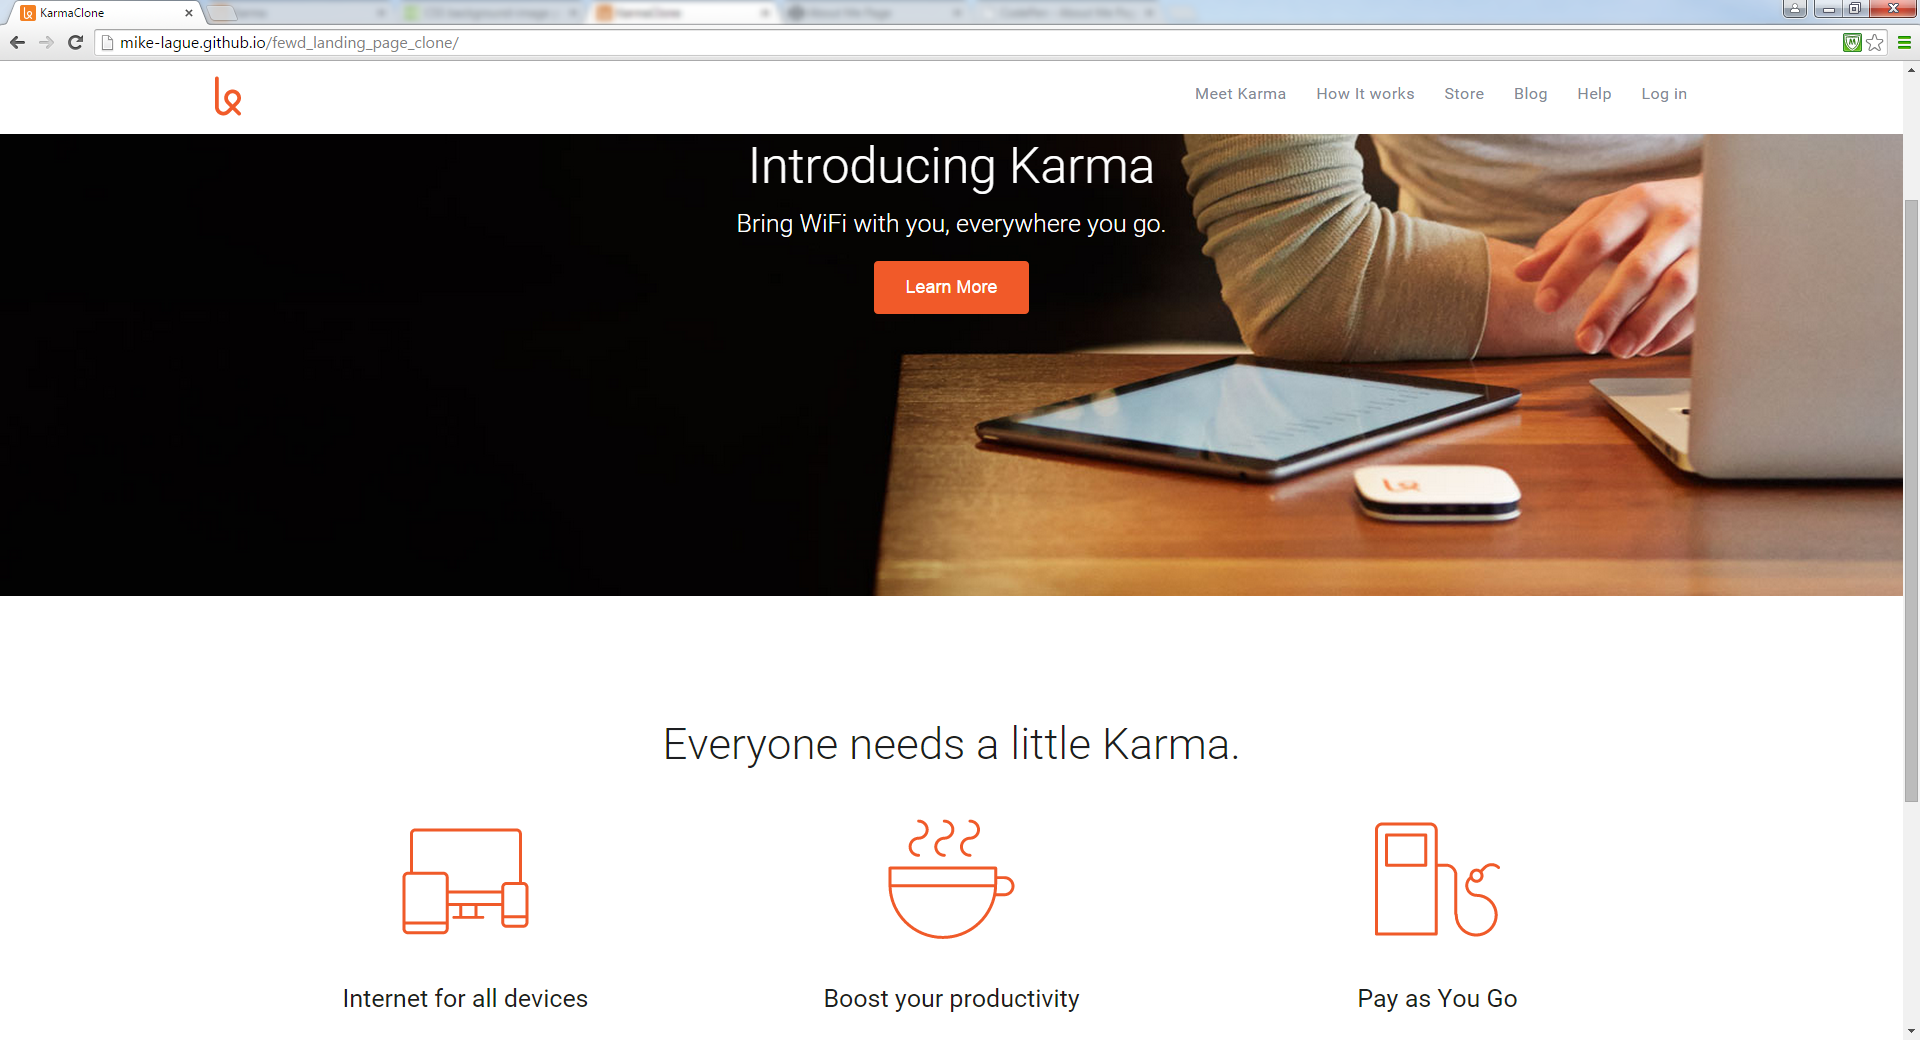 KarmaClone
mike-lague.github.io/fewd_landing_page_clone/
Meet Karma How It works Store Blog Help Log in
Introducing Karma
Bring WiFi with you, everywhere you go.
Learn More
Everyone needs a little Karma.
Internet for all devices
Boost your productivity
Pay as You Go